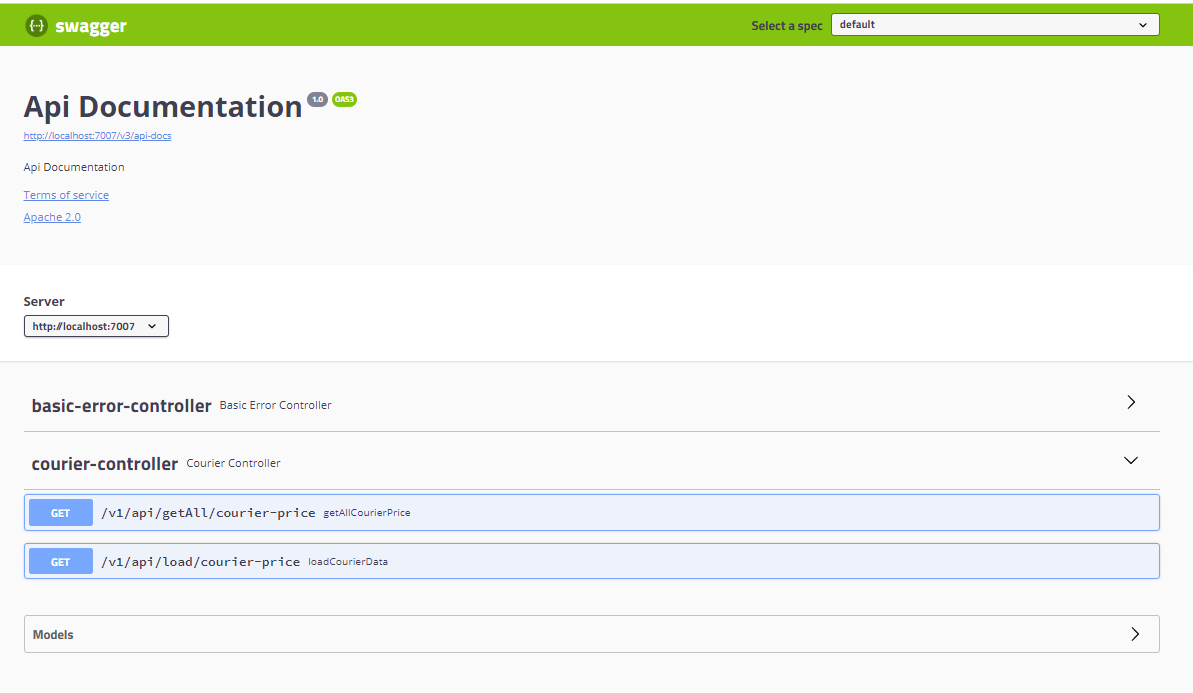 {···} swagger Select a spec default
Api Documentation 1.0 OAS3
http://localhost:7007/v3/api-docs
Api Documentation
Terms of service
Apache 2.0
Server
http://localhost:7007
basic-error-controller Basic Error Controller
courier-controller Courier Controller
GET /v1/api/getAll/courier-price getAllCourierPrice
GET /v1/api/load/courier-price loadCourierData
Models